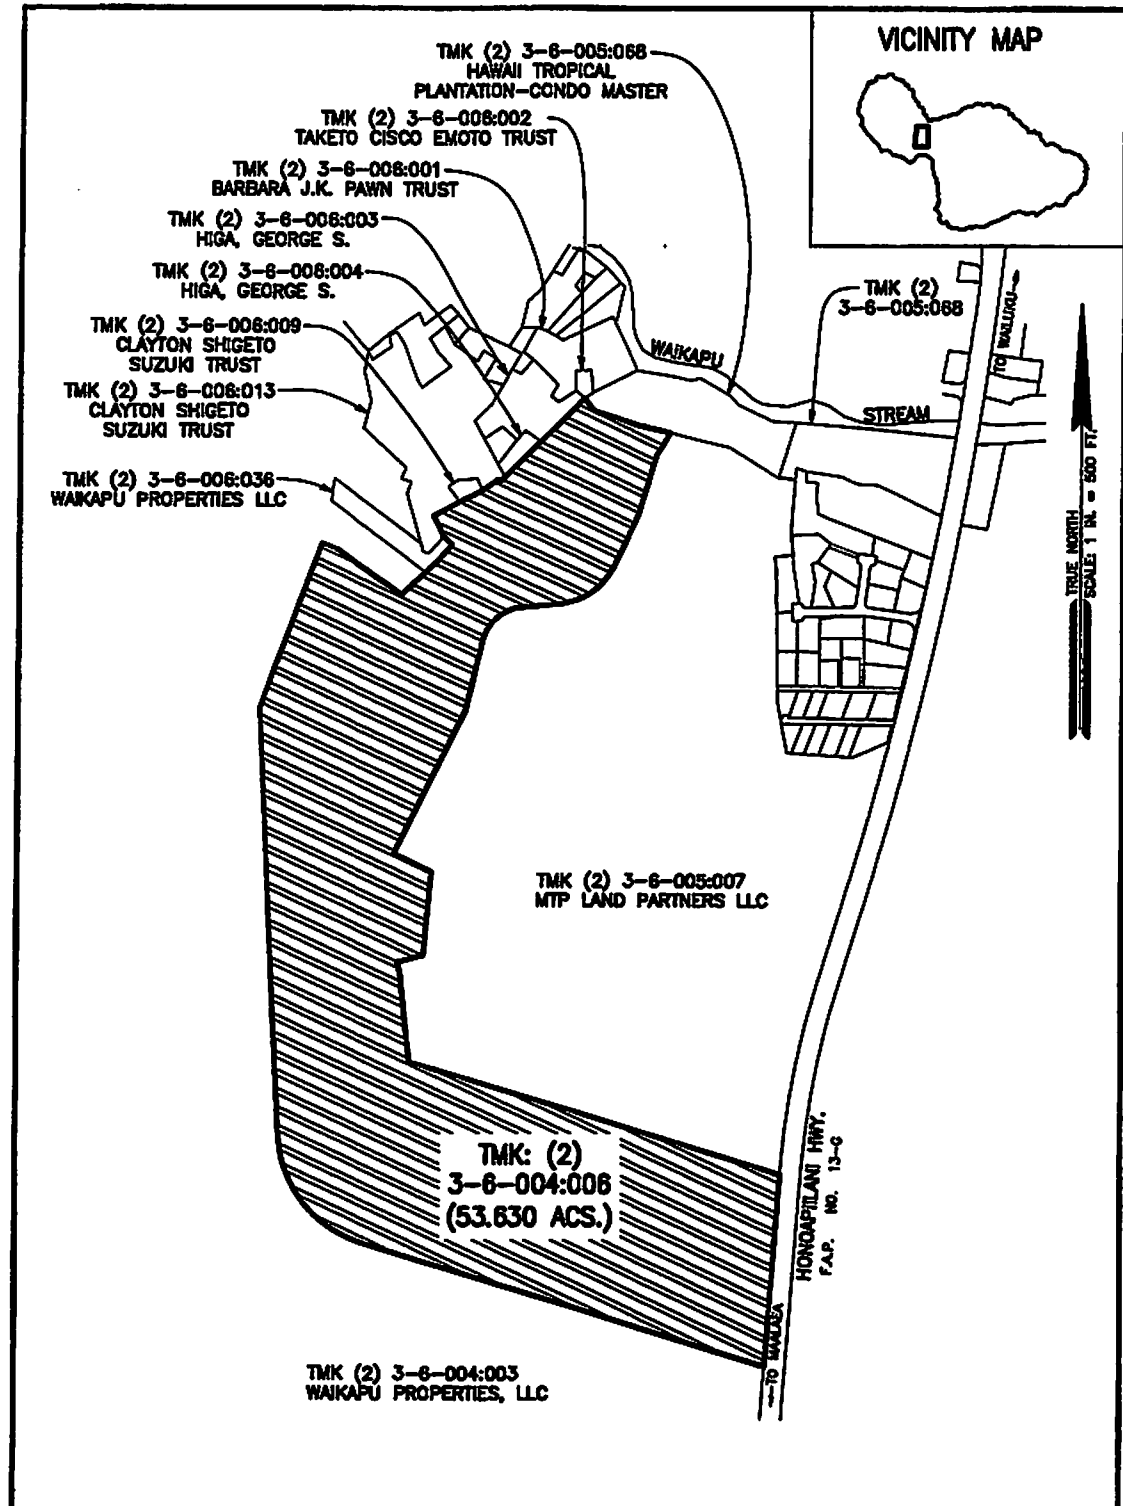 VICINITY MAP
TMK (2) 3-6-005:068
HAWAII TROPICAL
PLANTATION-CONDO MASTER
TMK (2) 3-6-006:002
TAKETO CISCO EMOTO TRUST
TMK (2) 3-6-006:001
BARBARA J.K. PAWN TRUST
TMK (2) 3-6-006:003
HIGA, GEORGE S.
TMK (2) 3-6-006:004
HIGA, GEORGE S.
TMK (2) 3-6-006:009
CLAYTON SHIGETO
SUZUKI TRUST
TMK (2) 3-6-006:013
CLAYTON SHIGETO
SUZUKI TRUST
TMK (2) 3-6-006:036
WAIKAPU PROPERTIES LLC
TMK (2)
3-6-005:068
TO WAILUKU
WAIKAPU
STREAM
TRUE NORTH
SCALE: 1 IN. = 500 FT.
TMK (2) 3-6-005:007
MTP LAND PARTNERS LLC
TMK: (2)
3-6-004:006
(53.630 ACS.)
HONOAPIILANI HWY.
F.A.P. NO. 13-G
TO MAALAEA
TMK (2) 3-6-004:003
WAIKAPU PROPERTIES, LLC